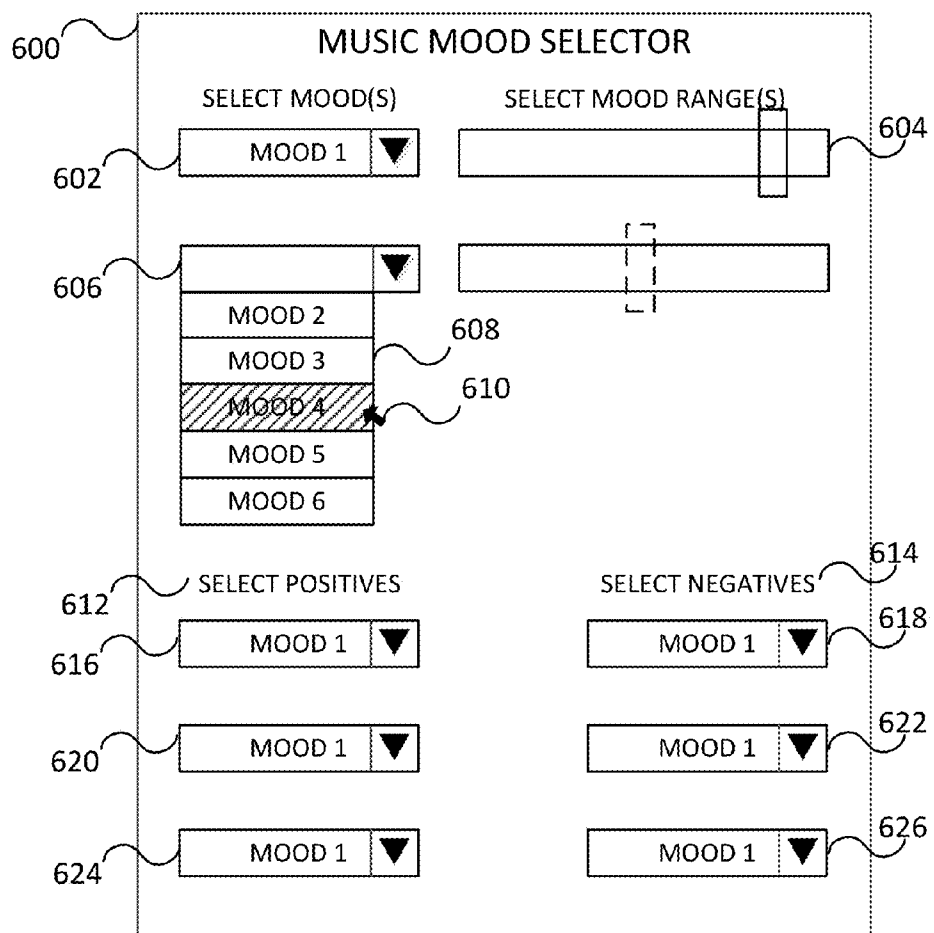 600
MUSIC MOOD SELECTOR
SELECT MOOD(S) SELECT MOOD RANGE(S)
602 MOOD 1 604
606
MOOD 2
MOOD 3 608
MOOD 4 610
MOOD 5
MOOD 6
612 SELECT POSITIVES SELECT NEGATIVES 614
616 MOOD 1 MOOD 1 618
620 MOOD 1 MOOD 1 622
624 MOOD 1 MOOD 1 626